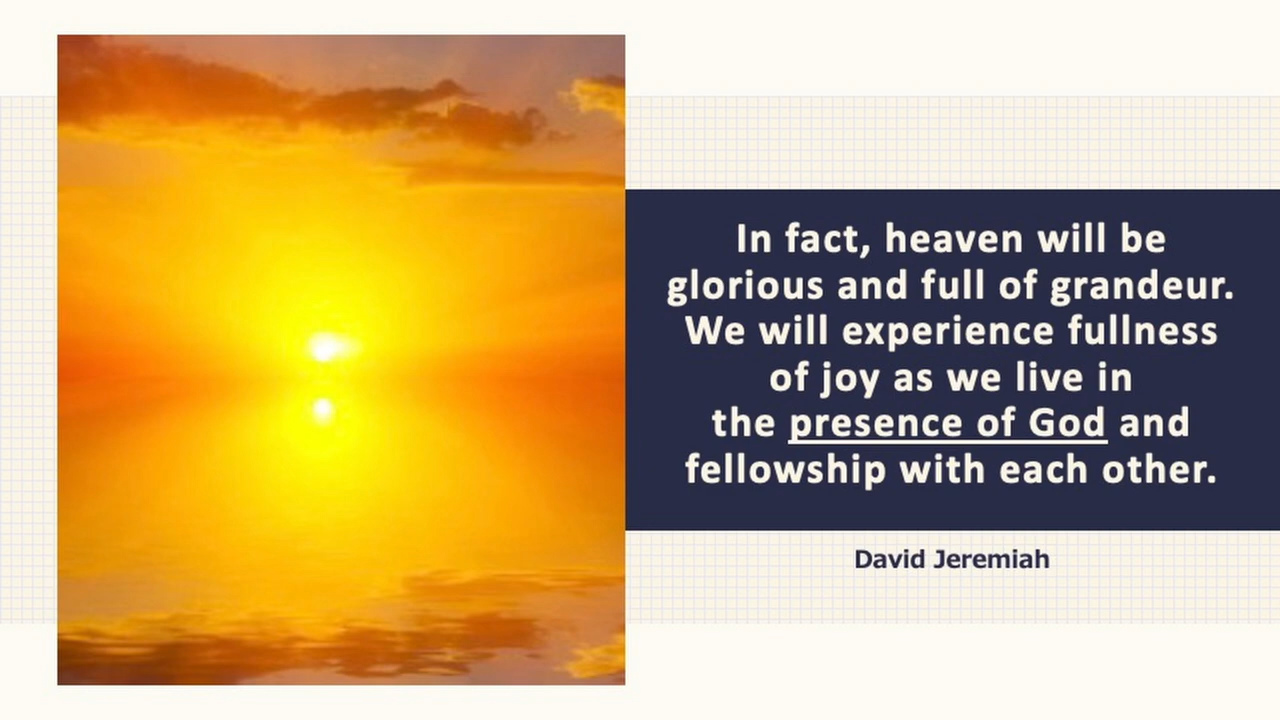 In fact, heaven will be
glorious and full of grandeur.
We will experience fullness
of joy as we live in
the presence of God and
fellowship with each other.
David Jeremiah